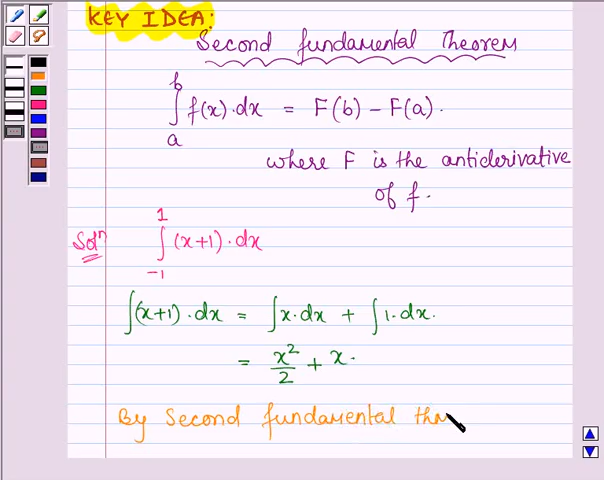 KEY IDEA:
Second fundamental Theorem
∫ₐᵇ f(x)·dx = F(b) – F(a).
where F is the antiderivative
of f.
Solⁿ ∫₋₁¹ (x+1)·dx
∫(x+1)·dx = ∫x·dx + ∫1·dx.
= x²/2 + x.
By Second fundamental the